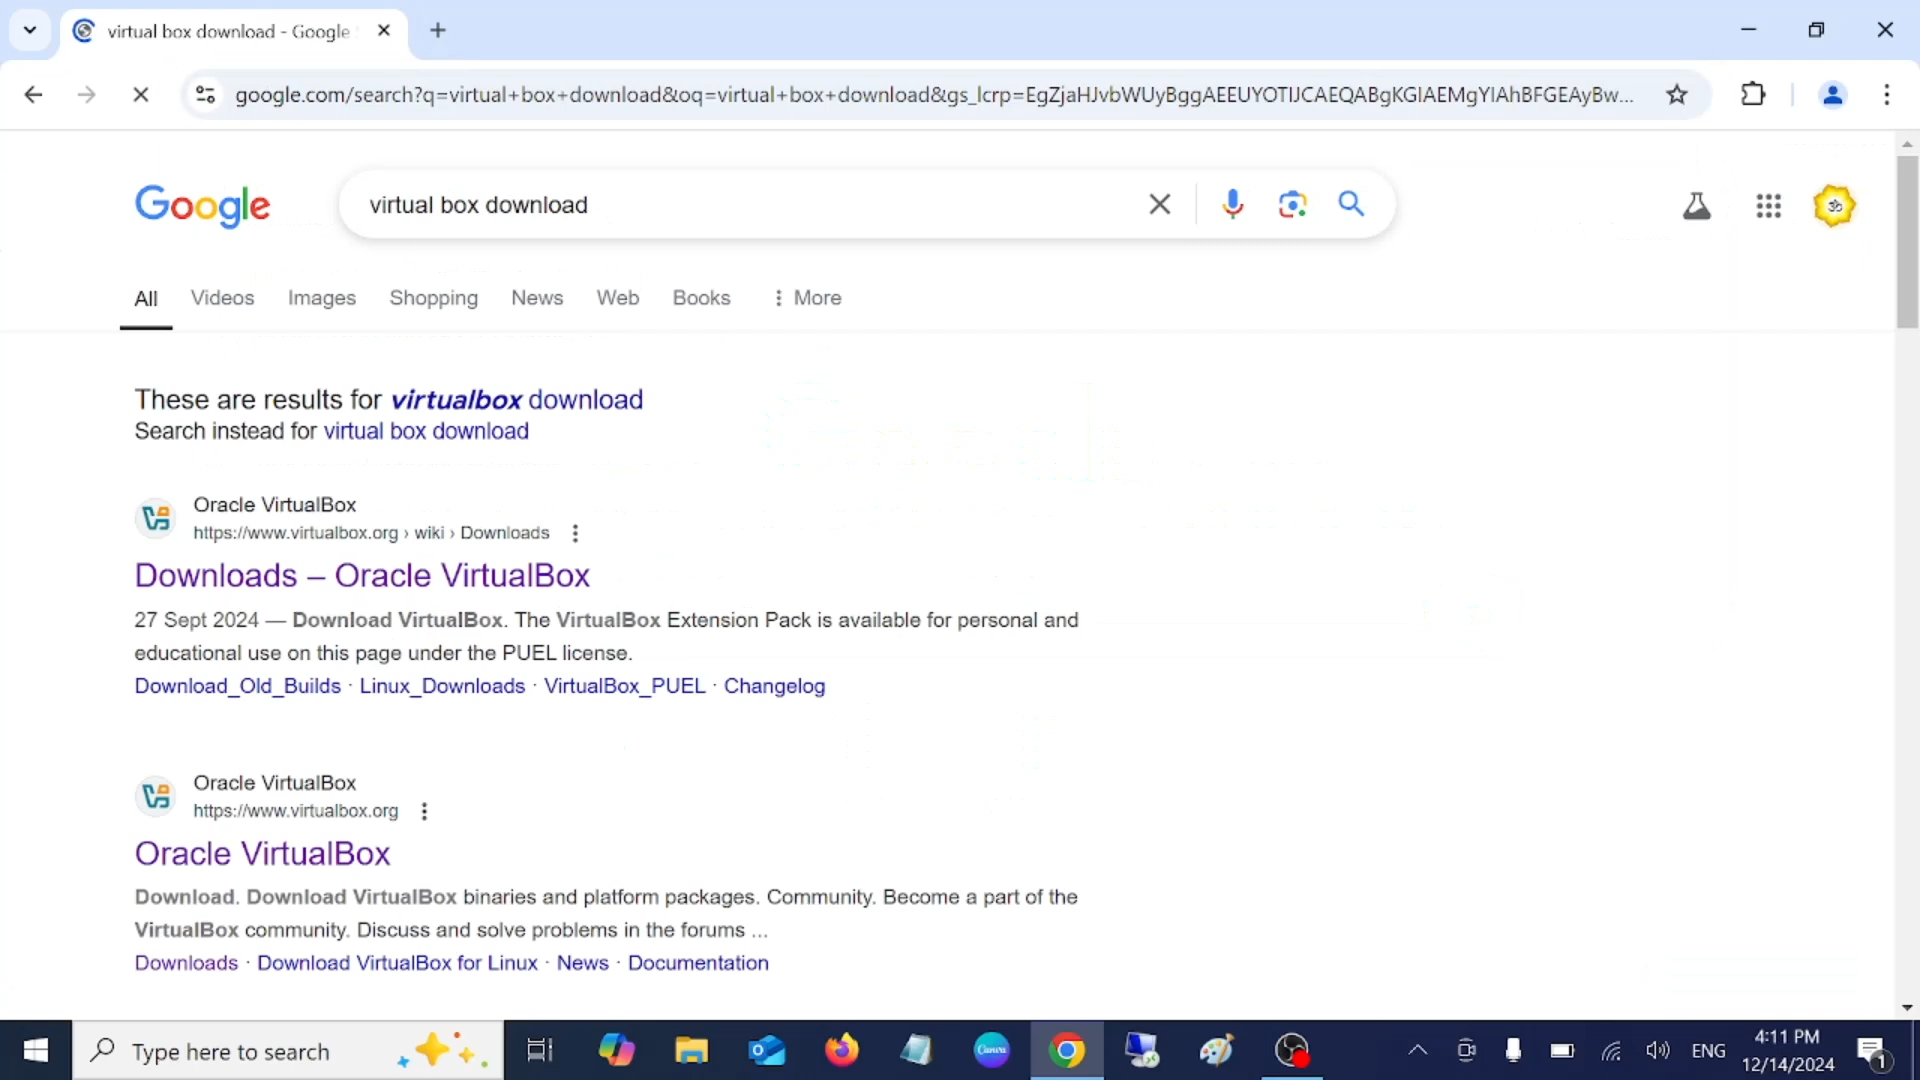 virtual box download - Google
google.com/search?q=virtual+box+download&oq=virtual+box+download&gs_lcrp=EgZjaHJvbWUyBggAEEUYOTIJCAEQABgKGIAEMgYIAhBFGEAyBw...
Google
virtual box download
All
Videos
Images
Shopping
News
Web
Books
More
These are results for virtualbox download
Search instead for virtual box download
Oracle VirtualBox
https://www.virtualbox.org › wiki › Downloads
Downloads – Oracle VirtualBox
27 Sept 2024 — Download VirtualBox. The VirtualBox Extension Pack is available for personal and
educational use on this page under the PUEL license.
Download_Old_Builds · Linux_Downloads · VirtualBox_PUEL · Changelog
Oracle VirtualBox
https://www.virtualbox.org
Oracle VirtualBox
Download. Download VirtualBox binaries and platform packages. Community. Become a part of the
VirtualBox community. Discuss and solve problems in the forums ...
Downloads · Download VirtualBox for Linux · News · Documentation
Type here to search
Canva
ENG
4:11 PM
12/14/2024
1